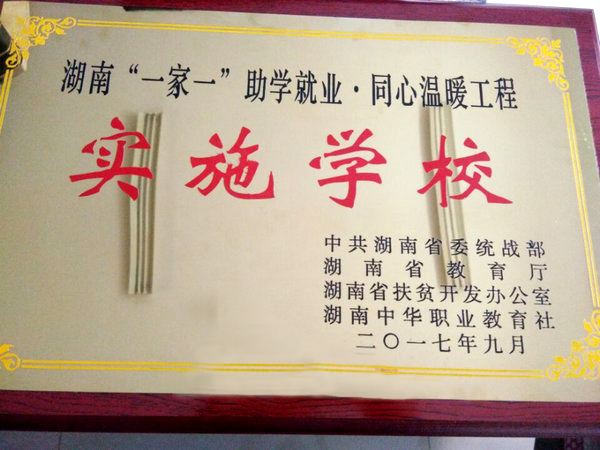 湖南“一家一”助学就业·同心温暖工程
实施学校
中共湖南省委统战部
湖南省教育厅
湖南省扶贫开发办公室
湖南中华职业教育社
二〇一七年九月